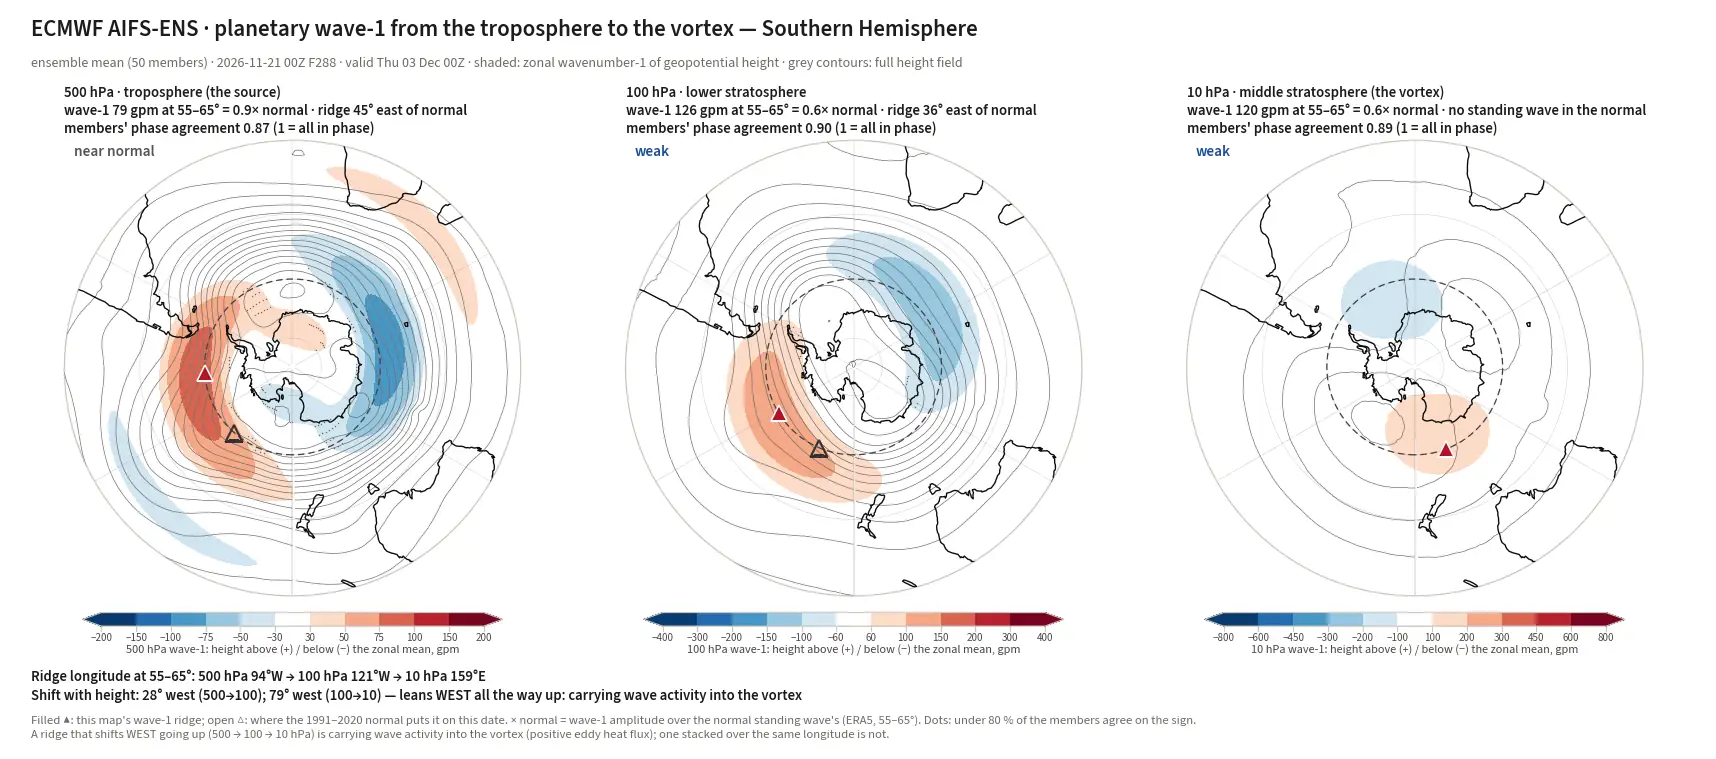 ECMWF AIFS-ENS · planetary wave-1 from the troposphere to the vortex — Southern Hemisphere
ensemble mean (50 members) · 2026-11-21 00Z F288 · valid Thu 03 Dec 00Z · shaded: zonal wavenumber-1 of geopotential height · grey contours: full height field
500 hPa · troposphere (the source)
wave-1 79 gpm at 55–65° = 0.9× normal · ridge 45° east of normal
members' phase agreement 0.87 (1 = all in phase)
near normal
100 hPa · lower stratosphere
wave-1 126 gpm at 55–65° = 0.6× normal · ridge 36° east of normal
members' phase agreement 0.90 (1 = all in phase)
weak
10 hPa · middle stratosphere (the vortex)
wave-1 120 gpm at 55–65° = 0.6× normal · no standing wave in the normal
members' phase agreement 0.89 (1 = all in phase)
weak
−200 −150 −100 −75 −50 −30 30 50 75 100 150 200
500 hPa wave-1: height above (+) / below (−) the zonal mean, gpm
−400 −300 −200 −150 −100 −60 60 100 150 200 300 400
100 hPa wave-1: height above (+) / below (−) the zonal mean, gpm
−800 −600 −450 −300 −200 −100 100 200 300 450 600 800
10 hPa wave-1: height above (+) / below (−) the zonal mean, gpm
Ridge longitude at 55–65°: 500 hPa 94°W → 100 hPa 121°W → 10 hPa 159°E
Shift with height: 28° west (500→100); 79° west (100→10) — leans WEST all the way up: carrying wave activity into the vortex
Filled ▲: this map's wave-1 ridge; open △: where the 1991–2020 normal puts it on this date. × normal = wave-1 amplitude over the normal standing wave's (ERA5, 55–65°). Dots: under 80 % of the members agree on the sign.
A ridge that shifts WEST going up (500 → 100 → 10 hPa) is carrying wave activity into the vortex (positive eddy heat flux); one stacked over the same longitude is not.